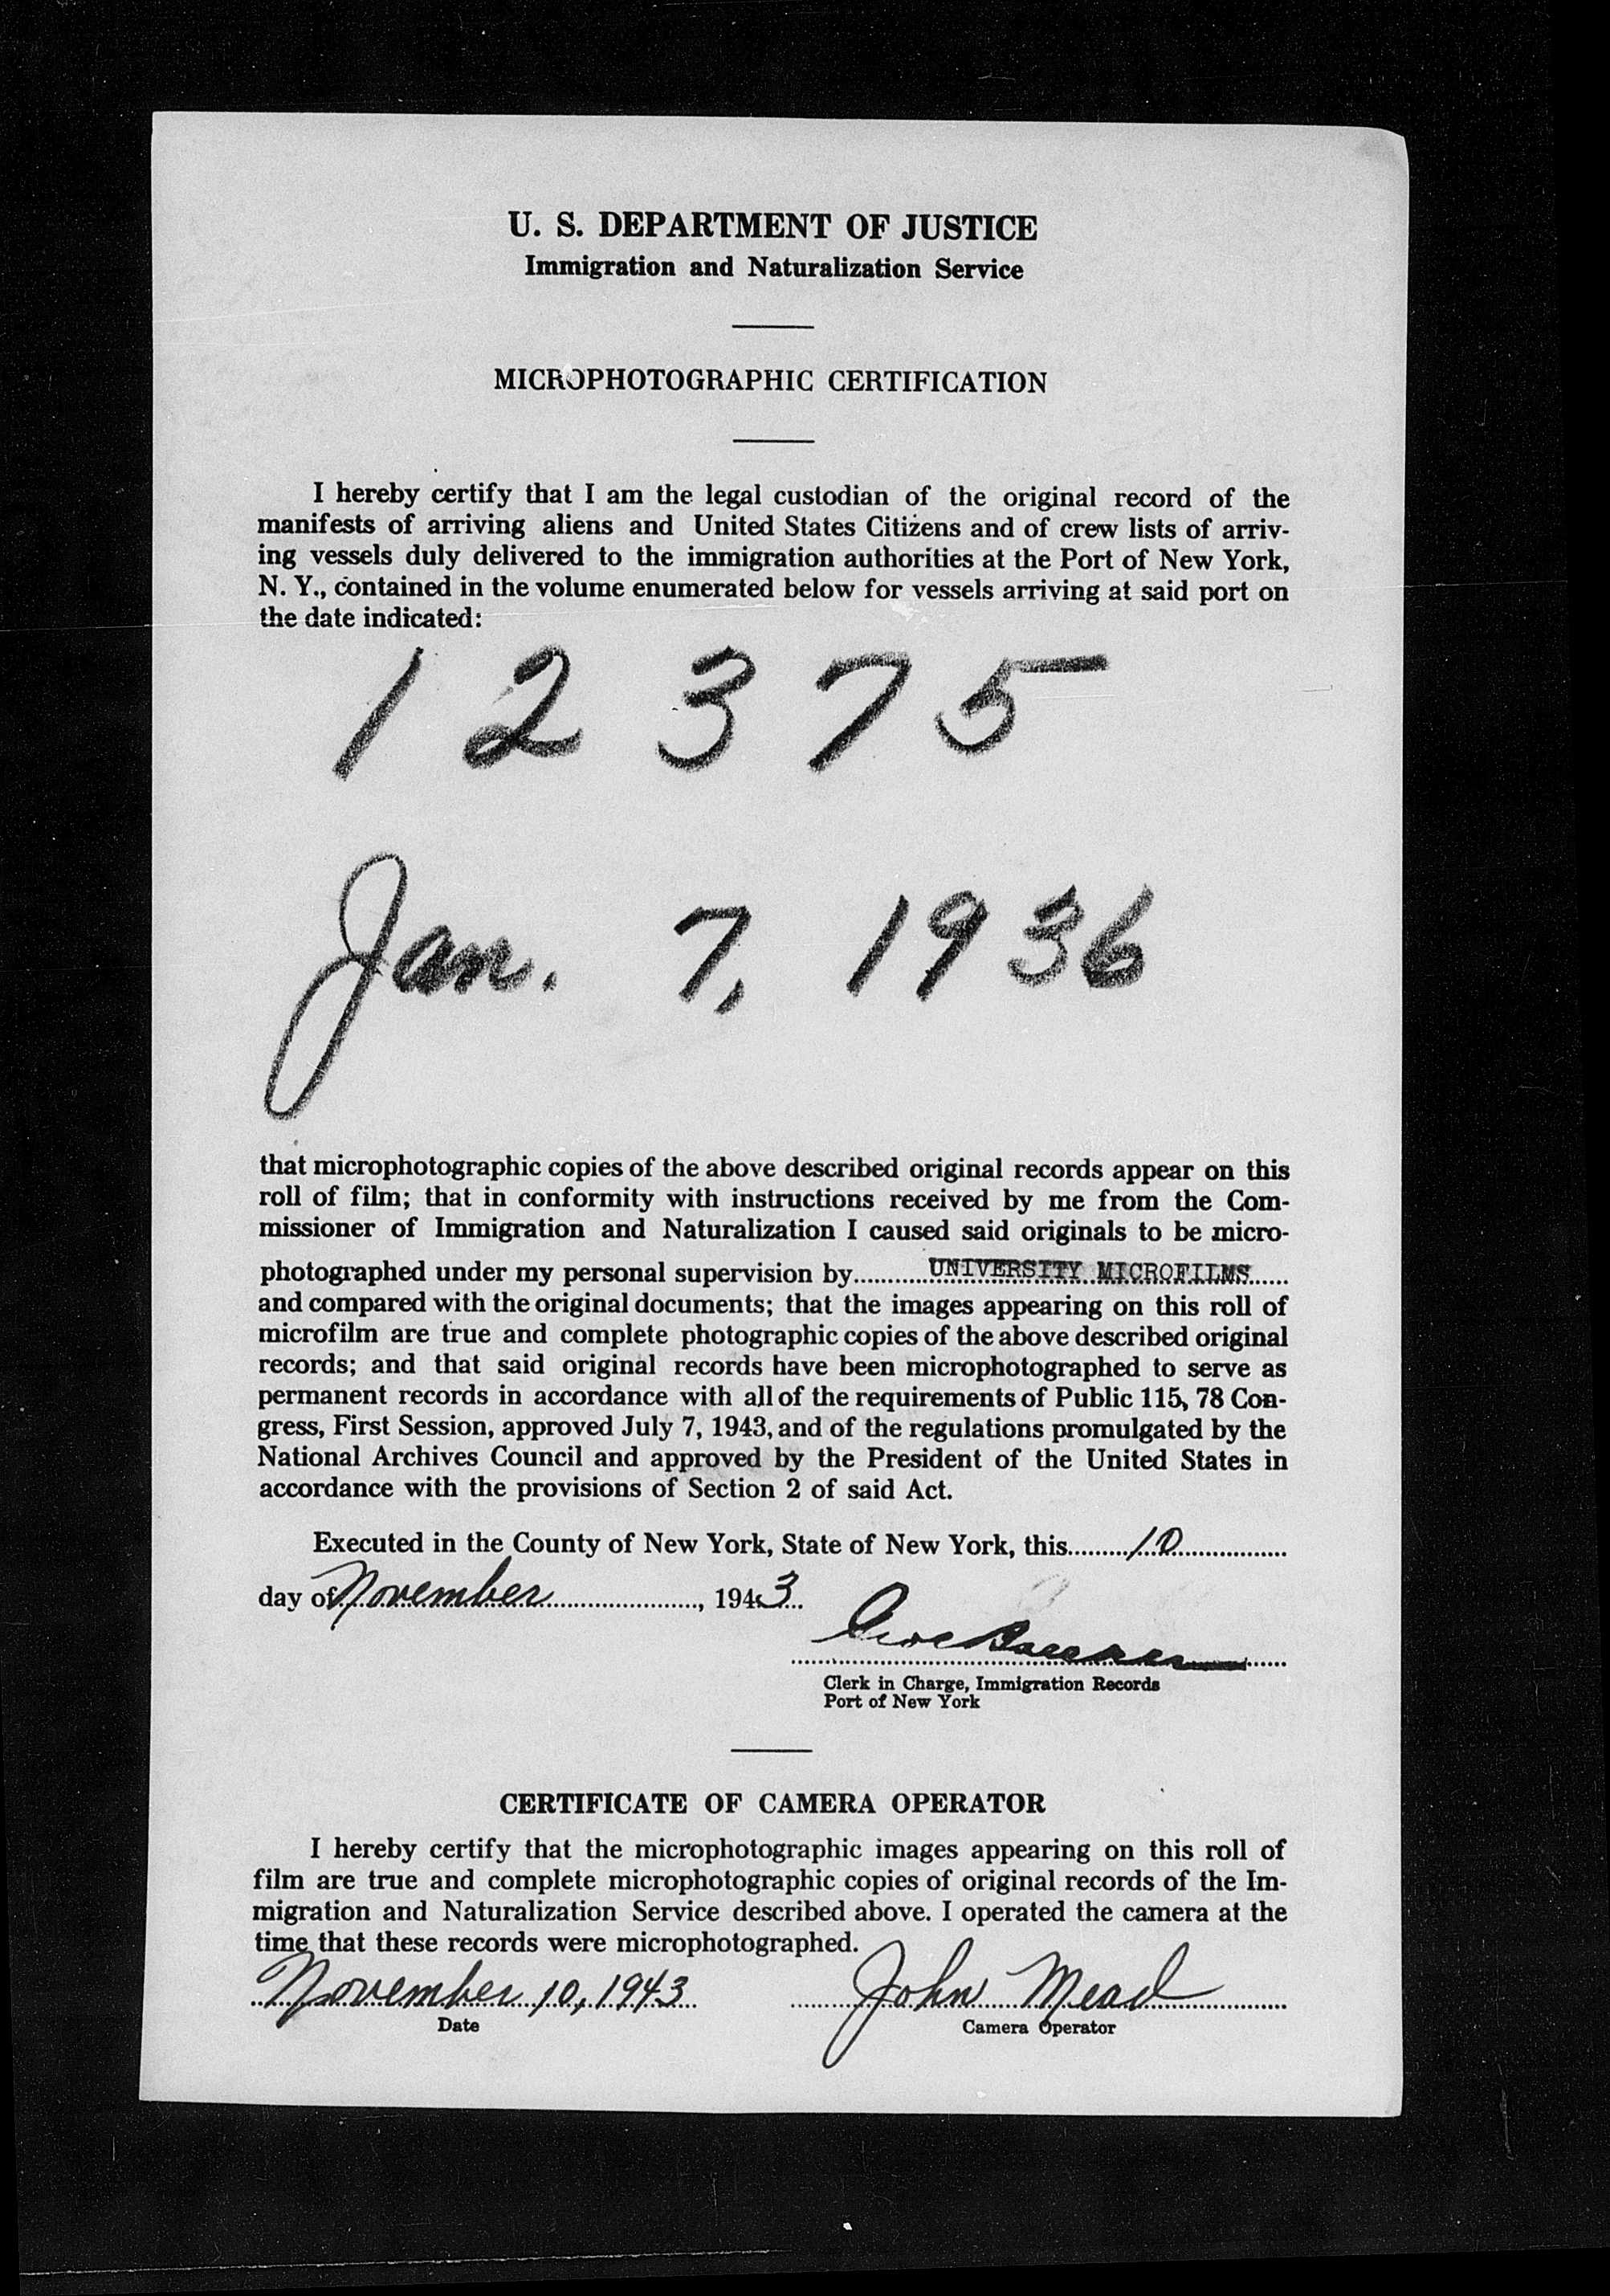 U. S. DEPARTMENT OF JUSTICE
Immigration and Naturalization Service
MICROPHOTOGRAPHIC CERTIFICATION
I hereby certify that I am the legal custodian of the original record of the
manifests of arriving aliens and United States Citizens and of crew lists of arriv-
ing vessels duly delivered to the immigration authorities at the Port of New York,
N. Y., contained in the volume enumerated below for vessels arriving at said port on
the date indicated:
1 2 3 7 5
Jan. 7, 1936
that microphotographic copies of the above described original records appear on this
roll of film; that in conformity with instructions received by me from the Com-
missioner of Immigration and Naturalization I caused said originals to be micro-
photographed under my personal supervision by UNIVERSITY MICROFILMS
and compared with the original documents; that the images appearing on this roll of
microfilm are true and complete photographic copies of the above described original
records; and that said original records have been microphotographed to serve as
permanent records in accordance with all of the requirements of Public 115, 78 Con-
gress, First Session, approved July 7, 1943, and of the regulations promulgated by the
National Archives Council and approved by the President of the United States in
accordance with the provisions of Section 2 of said Act.
Executed in the County of New York, State of New York, this 10
day of November, 1943
Clerk in Charge, Immigration Records
Port of New York
CERTIFICATE OF CAMERA OPERATOR
I hereby certify that the microphotographic images appearing on this roll of
film are true and complete microphotographic copies of original records of the Im-
migration and Naturalization Service described above. I operated the camera at the
time that these records were microphotographed.
November 10, 1943 John Mead
Date Camera Operator